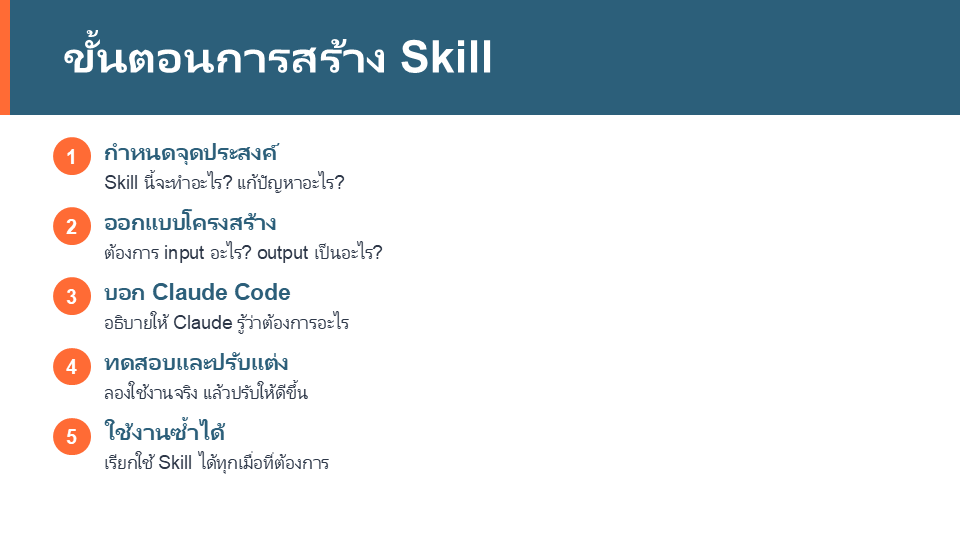 ขั้นตอนการสร้าง Skill
1
กำหนดจุดประสงค์
Skill นี้จะทำอะไร? แก้ปัญหาอะไร?
2
ออกแบบโครงสร้าง
ต้องการ input อะไร? output เป็นอะไร?
3
บอก Claude Code
อธิบายให้ Claude รู้ว่าต้องการอะไร
4
ทดสอบและปรับแต่ง
ลองใช้งานจริง แล้วปรับให้ดีขึ้น
5
ใช้งานซ้ำได้
เรียกใช้ Skill ได้ทุกเมื่อที่ต้องการ